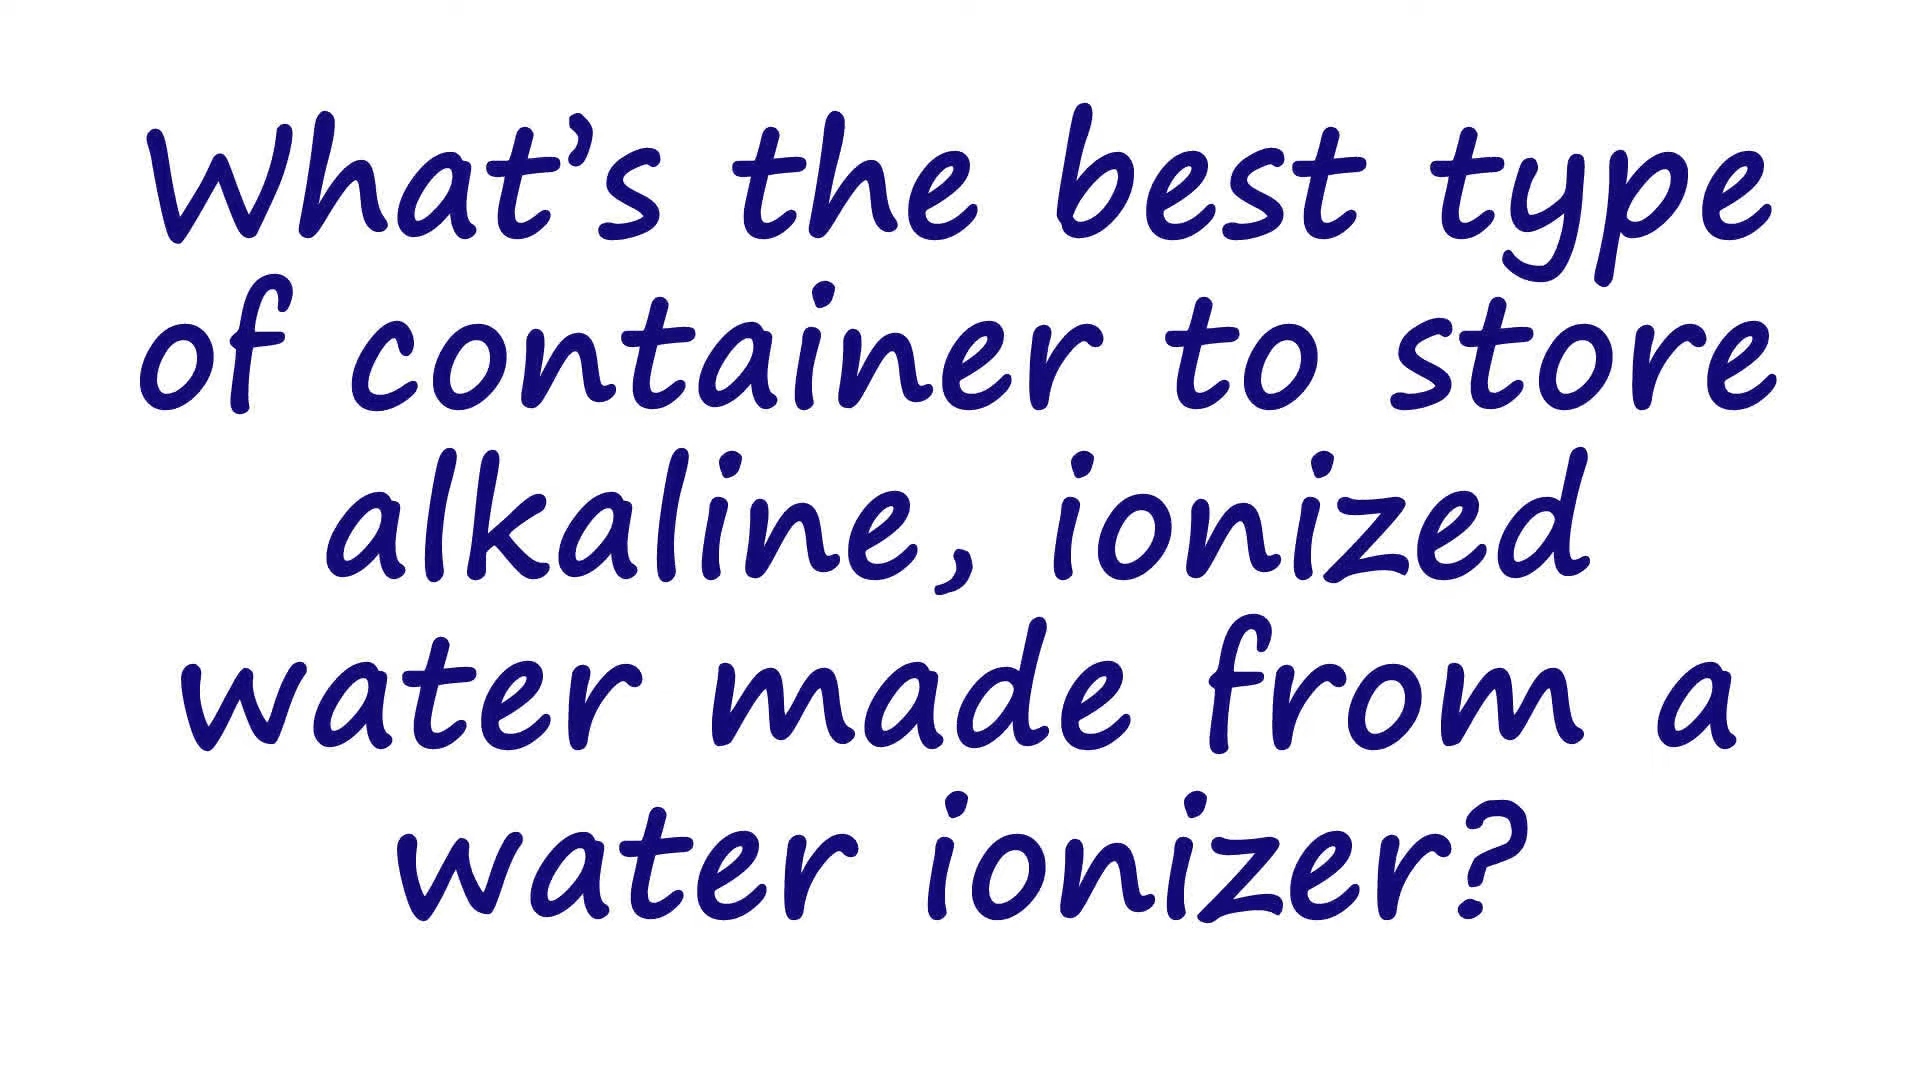 What’s the best type
of container to store
alkaline, ionized
water made from a
water ionizer?